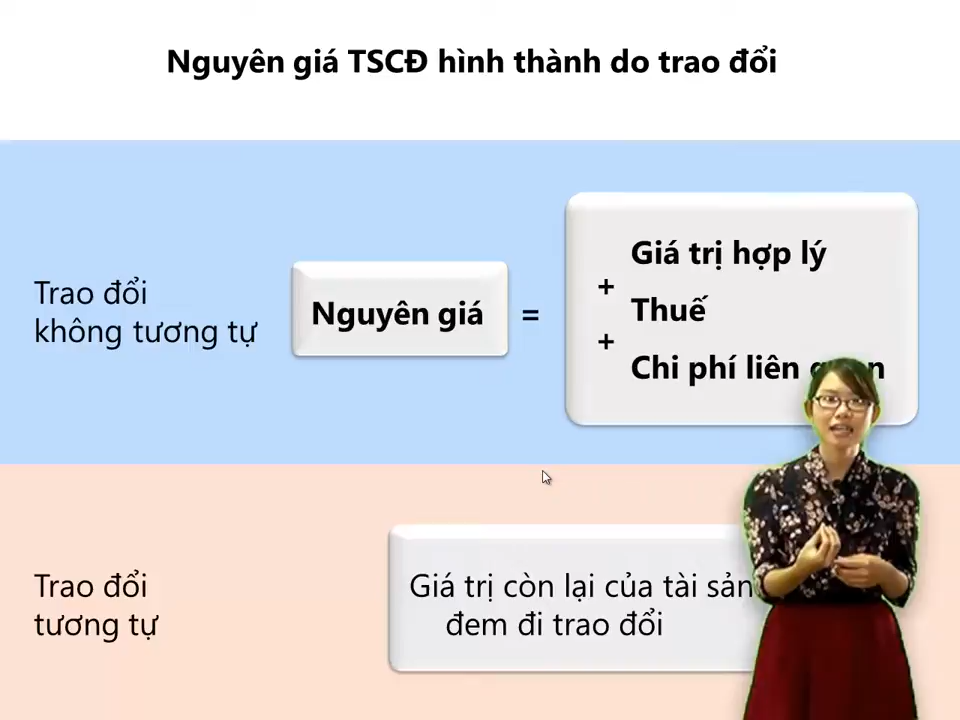 Nguyên giá TSCĐ hình thành do trao đổi
Trao đổi
không tương tự
Nguyên giá
=
Giá trị hợp lý
+
Thuế
+
Chi phí liên
Trao đổi
tương tự
Giá trị còn lại của tài sản
đem đi trao đổi